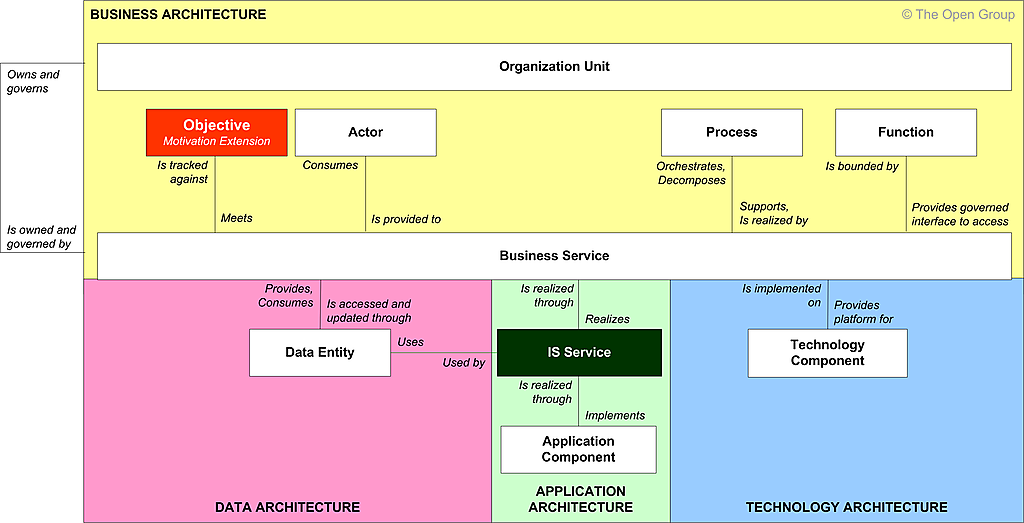 BUSINESS ARCHITECTURE
© The Open Group
Organization Unit
Owns and
governs
Objective
Motivation Extension
Actor
Process
Function
Is tracked
against
Consumes
Orchestrates,
Decomposes
Is bounded by
Meets
Is provided to
Supports,
Is realized by
Provides governed
interface to access
Is owned and
governed by
Business Service
Provides,
Consumes
Is accessed and
updated through
Is realized
through
Realizes
Is implemented
on
Provides
platform for
Data Entity
Uses
Used by
IS Service
Technology
Component
Is realized
through
Implements
Application
Component
DATA ARCHITECTURE
APPLICATION
ARCHITECTURE
TECHNOLOGY ARCHITECTURE